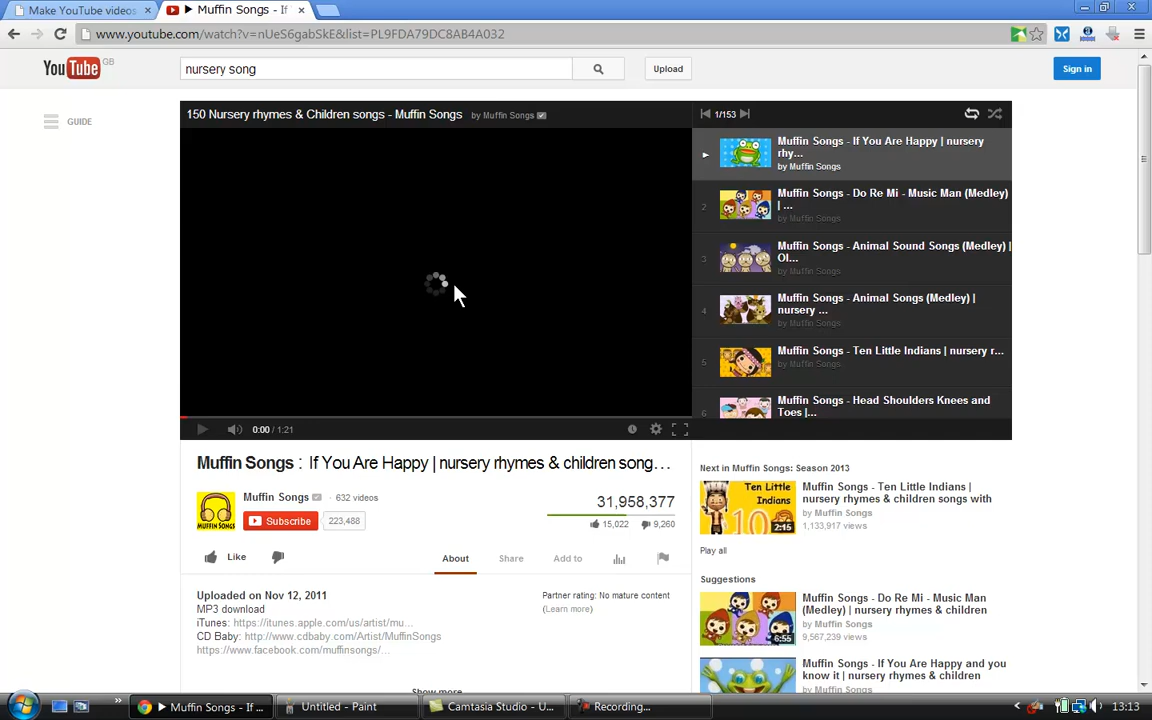 Make YouTube videos
Muffin Songs - If
www.youtube.com/watch?v=nUeS6gabSkE&list=PL9FDA79DC8AB4A032
YouTube GB
nursery song
Upload
Sign in
GUIDE
150 Nursery rhymes & Children songs - Muffin Songs by Muffin Songs
1/153
Muffin Songs - If You Are Happy | nursery
rhy...
by Muffin Songs
2
Muffin Songs - Do Re Mi - Music Man (Medley)
| ...
by Muffin Songs
3
Muffin Songs - Animal Sound Songs (Medley) |
Ol...
by Muffin Songs
4
Muffin Songs - Animal Songs (Medley) |
nursery ...
by Muffin Songs
5
Muffin Songs - Ten Little Indians | nursery r...
by Muffin Songs
6
Muffin Songs - Head Shoulders Knees and
Toes |...
0:00 / 1:21
Muffin Songs : If You Are Happy | nursery rhymes & children song...
MUFFIN SONGS
Muffin Songs · 632 videos
Subscribe 223,488
31,958,377
15,022 9,260
Like
About Share Add to
Uploaded on Nov 12, 2011
MP3 download
iTunes: https://itunes.apple.com/us/artist/mu...
CD Baby: http://www.cdbaby.com/Artist/MuffinSongs
https://www.facebook.com/muffinsongs/...
Show more
Partner rating: No mature content
(Learn more)
Next in Muffin Songs: Season 2013
Ten Little
Indians
10
2:15
Muffin Songs - Ten Little Indians |
nursery rhymes & children songs with
by Muffin Songs
1,133,917 views
Play all
Suggestions
6:55
Muffin Songs - Do Re Mi - Music Man
(Medley) | nursery rhymes & children
by Muffin Songs
9,567,239 views
Muffin Songs - If You Are Happy and you
know it | nursery rhymes & children
by Muffin Songs
Muffin Songs - If ...
Untitled - Paint
Camtasia Studio - U...
Recording...
13:13